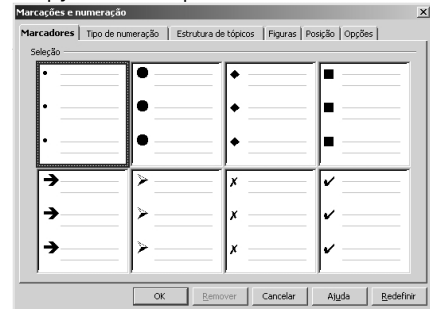 Marcações e numeração
Marcadores Tipo de numeração Estrutura de tópicos Figuras Posição Opções
Seleção
OK Remover Cancelar Ajuda Redefinir